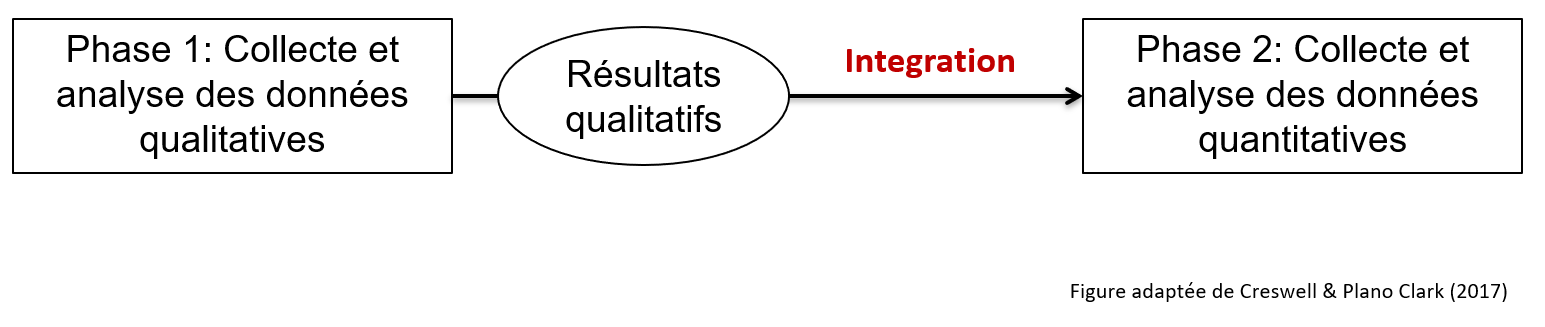 Phase 1: Collecte et
analyse des données
qualitatives
Résultats
qualitatifs
Integration
Phase 2: Collecte et
analyse des données
quantitatives
Figure adaptée de Creswell & Plano Clark (2017)